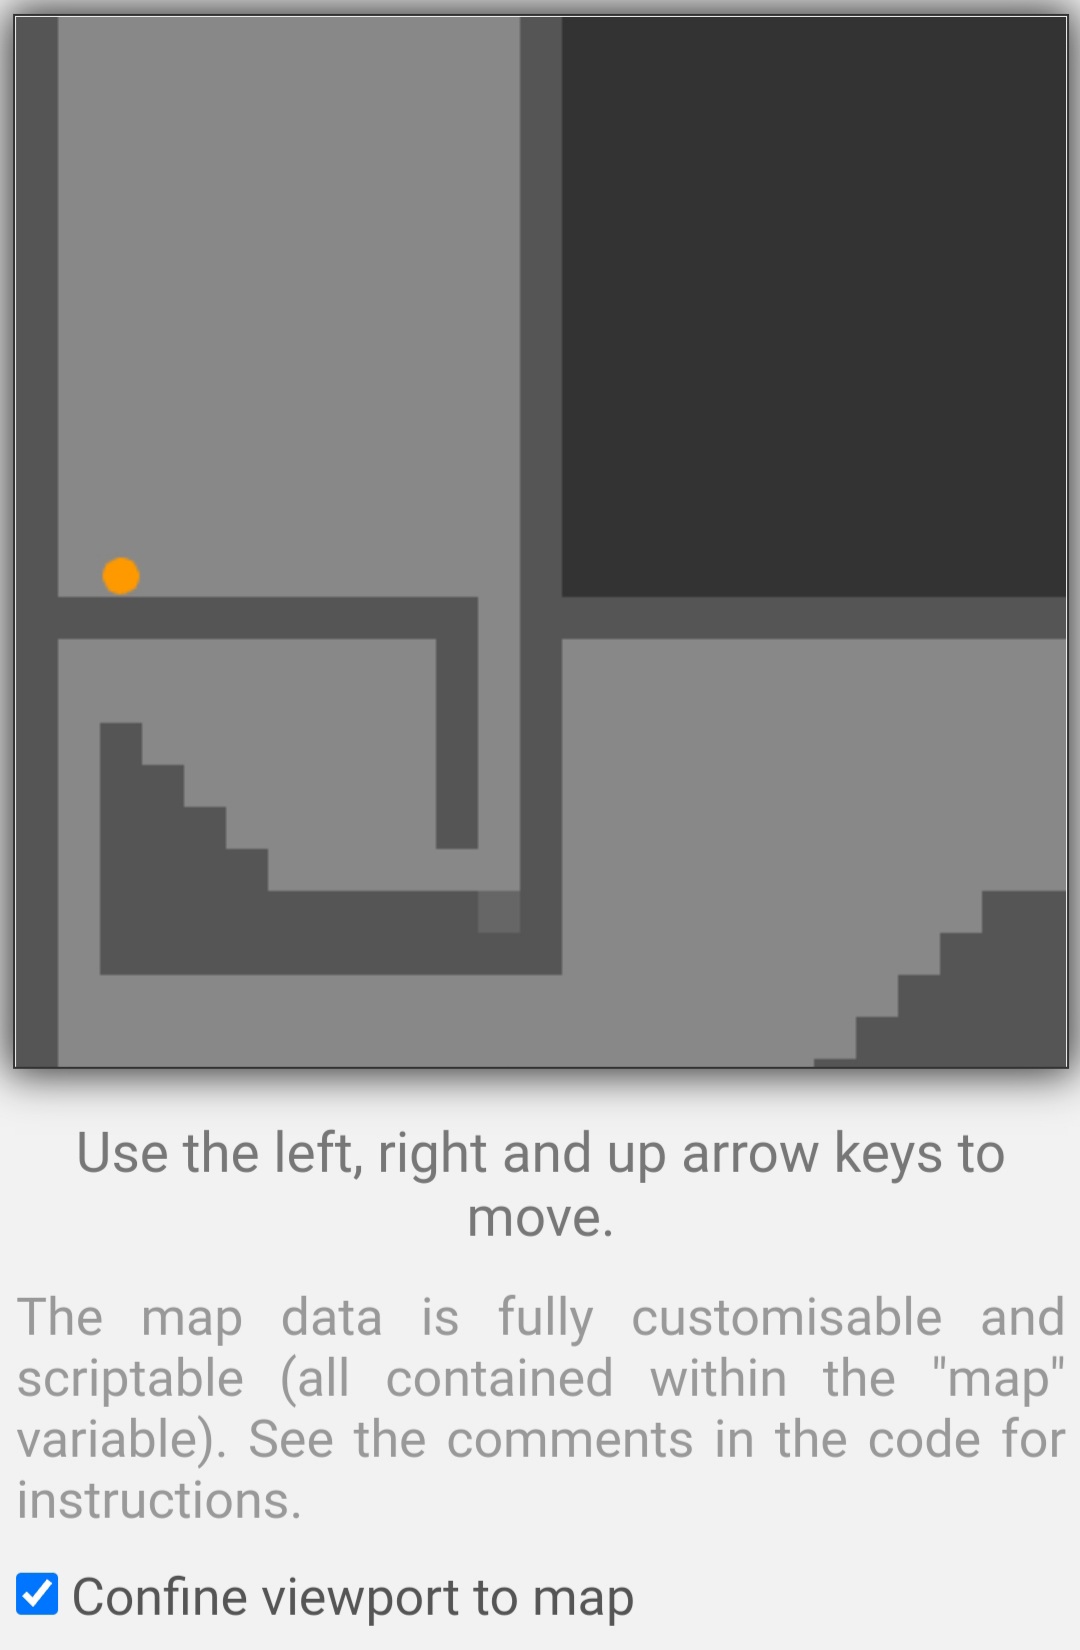 Use the left, right and up arrow keys to
move.
The map data is fully customisable and
scriptable (all contained within the "map"
variable). See the comments in the code for
instructions.
Confine viewport to map